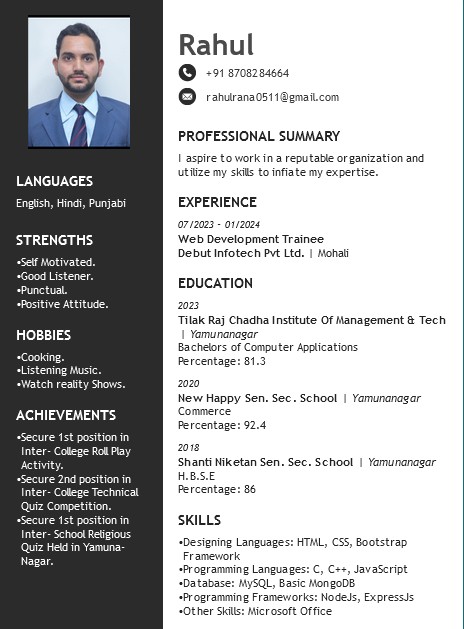 Rahul
+91 8708284664
rahulrana0511@gmail.com
LANGUAGES
English, Hindi, Punjabi
STRENGTHS
•Self Motivated.
•Good Listener.
•Punctual.
•Positive Attitude.
HOBBIES
•Cooking.
•Listening Music.
•Watch reality Shows.
ACHIEVEMENTS
•Secure 1st position in
Inter- College Roll Play
Activity.
•Secure 2nd position in
Inter- College Technical
Quiz Competition.
•Secure 1st position in
Inter- School Religious
Quiz Held in Yamuna-
Nagar.
PROFESSIONAL SUMMARY
I aspire to work in a reputable organization and
utilize my skills to infiate my expertise.
EXPERIENCE
07/2023 - 01/2024
Web Development Trainee
Debut Infotech Pvt Ltd. | Mohali
EDUCATION
2023
Tilak Raj Chadha Institute Of Management & Tech
| Yamunanagar
Bachelors of Computer Applications
Percentage: 81.3
2020
New Happy Sen. Sec. School | Yamunanagar
Commerce
Percentage: 92.4
2018
Shanti Niketan Sen. Sec. School | Yamunanagar
H.B.S.E
Percentage: 86
SKILLS
•Designing Languages: HTML, CSS, Bootstrap
Framework
•Programming Languages: C, C++, JavaScript
•Database: MySQL, Basic MongoDB
•Programming Frameworks: NodeJs, ExpressJs
•Other Skills: Microsoft Office